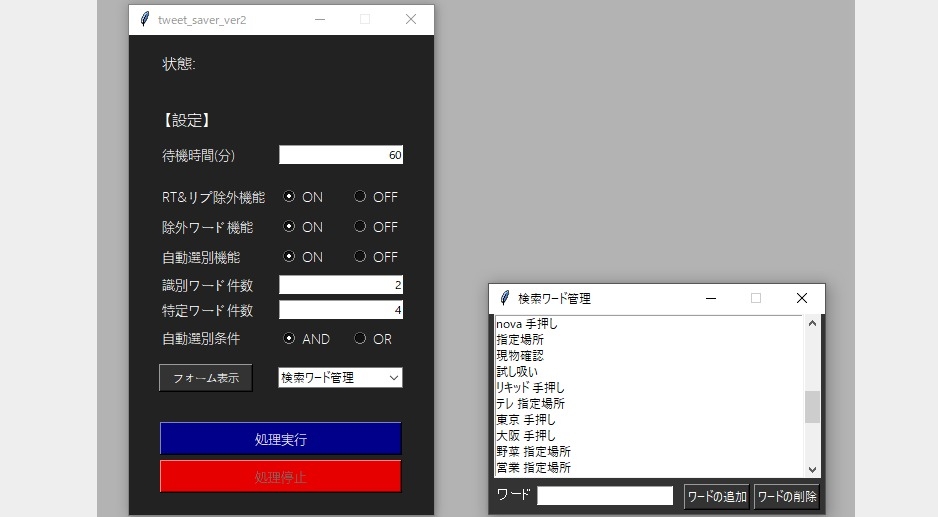 tweet_saver_ver2
状態:
【設定】
待機時間(分) 60
RT&リプ除外機能 ON OFF
除外ワード機能 ON OFF
自動選別機能 ON OFF
識別ワード件数 2
特定ワード件数 4
自動選別条件 AND OR
フォーム表示 検索ワード管理
処理実行
処理停止
検索ワード管理
nova 手押し
指定場所
現物確認
試し吸い
リキッド 手押し
テレ 指定場所
東京 手押し
大阪 手押し
野菜 指定場所
営業 指定場所
ワード ワードの追加 ワードの削除